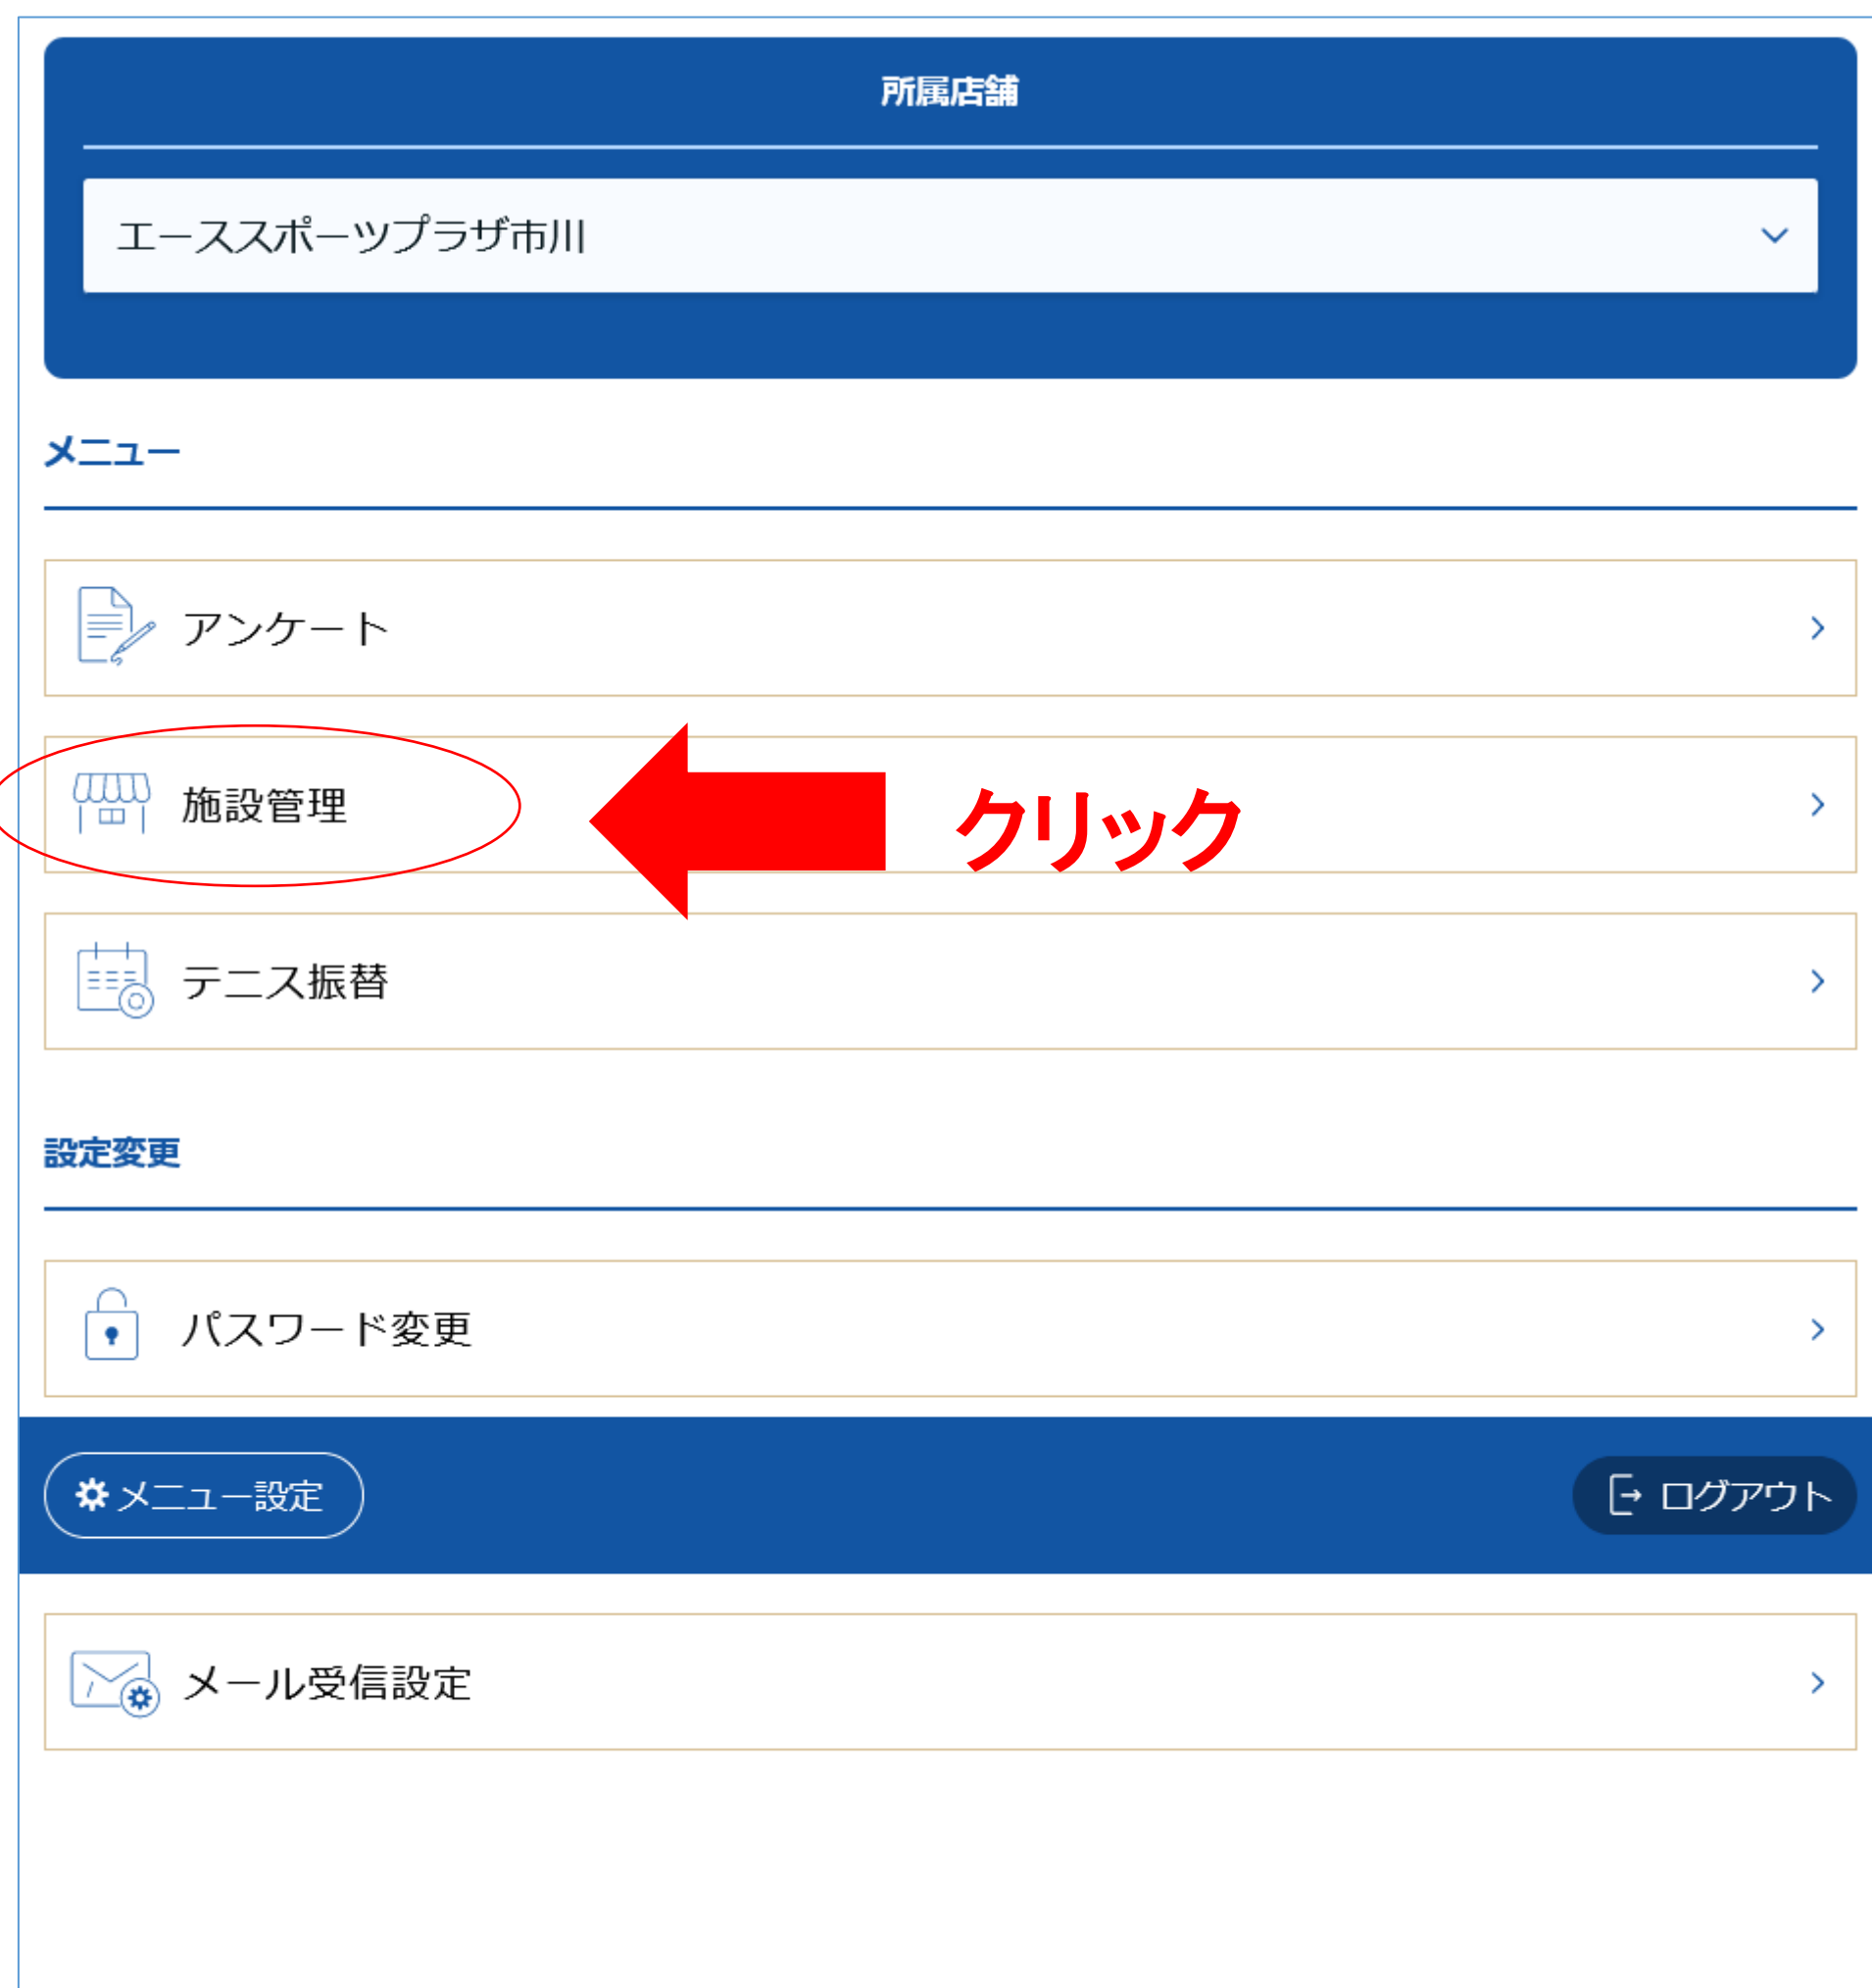 所属店舗
エーススポーツプラザ市川
メニュー
アンケート
施設管理
クリック
テニス振替
設定変更
パスワード変更
メニュー設定
ログアウト
メール受信設定